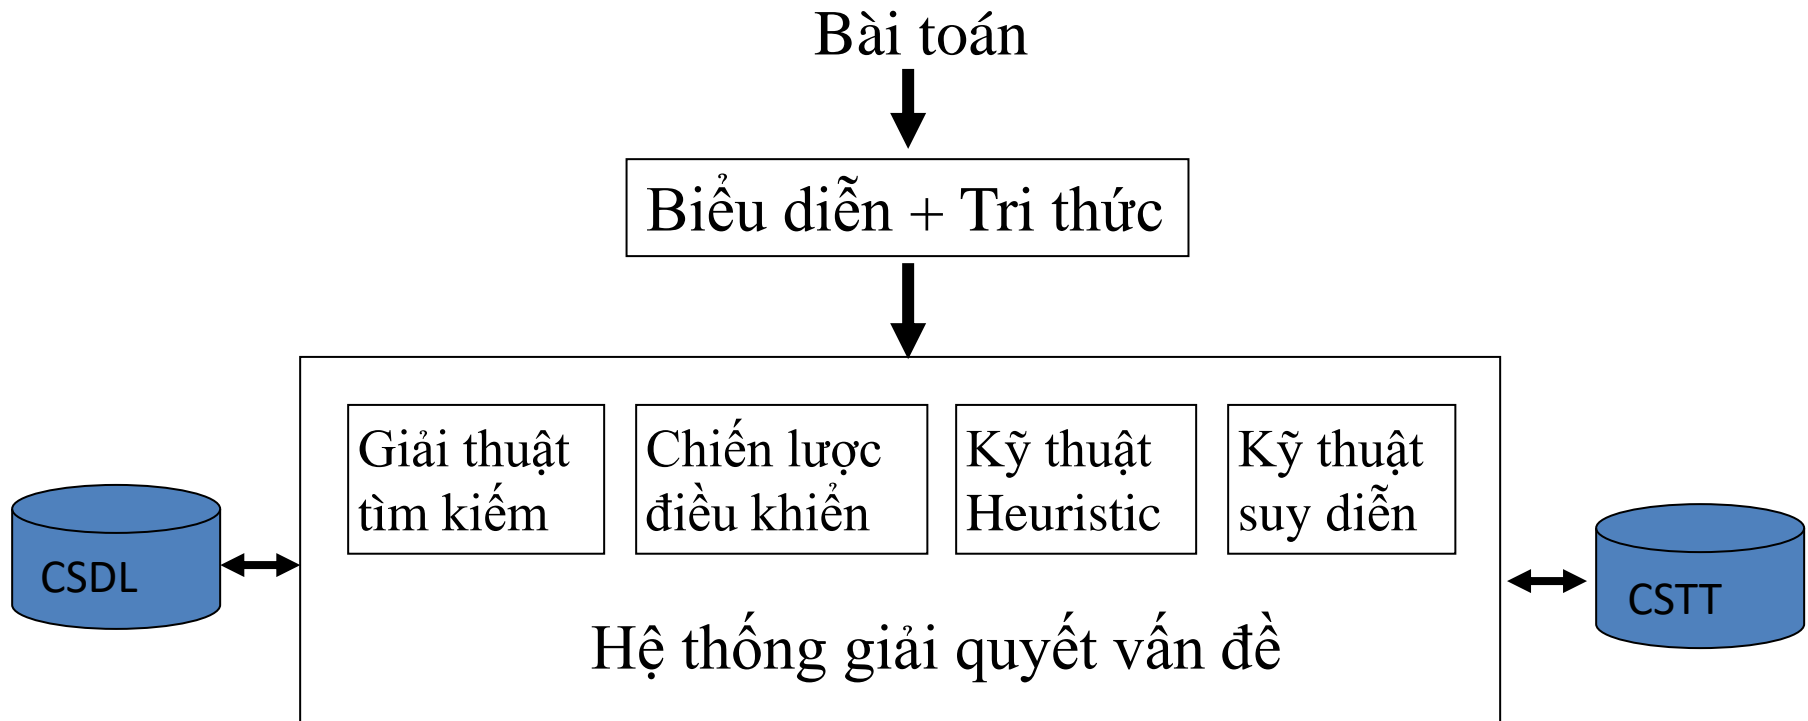 Bài toán
Biểu diễn + Tri thức
Giải thuật
tìm kiếm
Chiến lược
điều khiển
Kỹ thuật
Heuristic
Kỹ thuật
suy diễn
CSDL
CSTT
Hệ thống giải quyết vấn đề